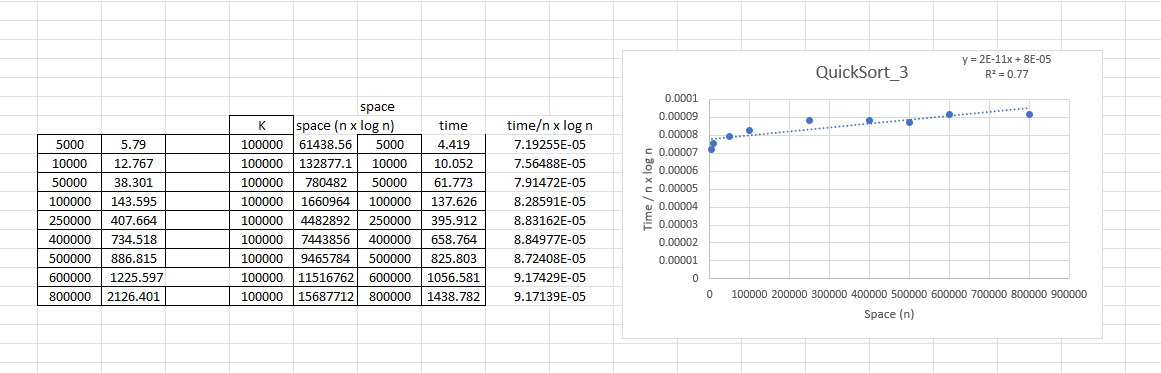 space
K space (n x log n) time time/n x log n
5000 5.79 100000 61438.56 5000 4.419 7.19255E-05
10000 12.767 100000 132877.1 10000 10.052 7.56488E-05
50000 38.301 100000 780482 50000 61.773 7.91472E-05
100000 143.595 100000 1660964 100000 137.626 8.28591E-05
250000 407.664 100000 4482892 250000 395.912 8.83162E-05
400000 734.518 100000 7443856 400000 658.764 8.84977E-05
500000 886.815 100000 9465784 500000 825.803 8.72408E-05
600000 1225.597 100000 11516762 600000 1056.581 9.17429E-05
800000 2126.401 100000 15687712 800000 1438.782 9.17139E-05
QuickSort_3
y = 2E-11x + 8E-05
R² = 0.77
Time / n x log n
0.0001
0.00009
0.00008
0.00007
0.00006
0.00005
0.00004
0.00003
0.00002
0.00001
0
0 100000 200000 300000 400000 500000 600000 700000 800000 900000
Space (n)